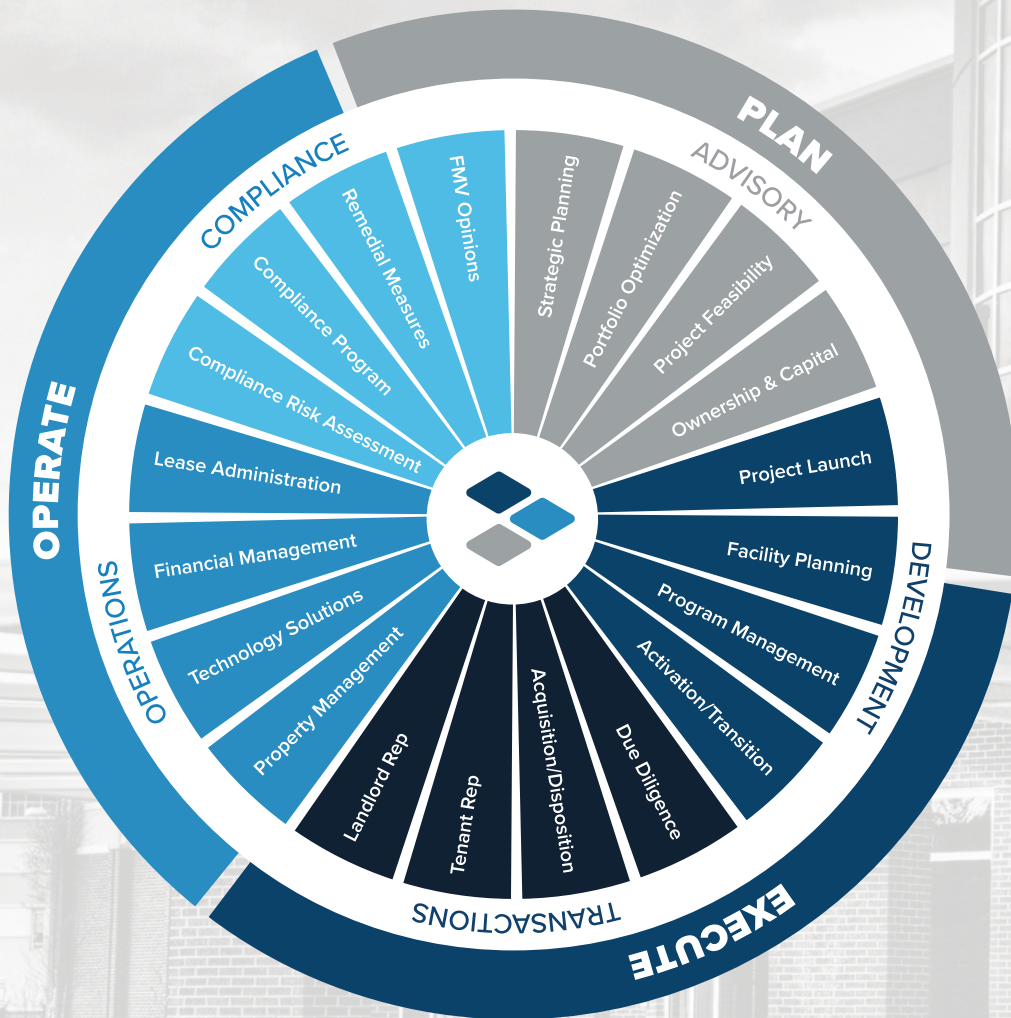 PLAN
ADVISORY
Strategic Planning
Portfolio Optimization
Project Feasibility
Ownership & Capital
EXECUTE
DEVELOPMENT
Project Launch
Facility Planning
Program Management
Activation/Transition
TRANSACTIONS
Due Diligence
Acquisition/Disposition
Tenant Rep
Landlord Rep
OPERATE
OPERATIONS
Property Management
Technology Solutions
Financial Management
Lease Administration
COMPLIANCE
Compliance Risk Assessment
Compliance Program
Remedial Measures
FMV Opinions